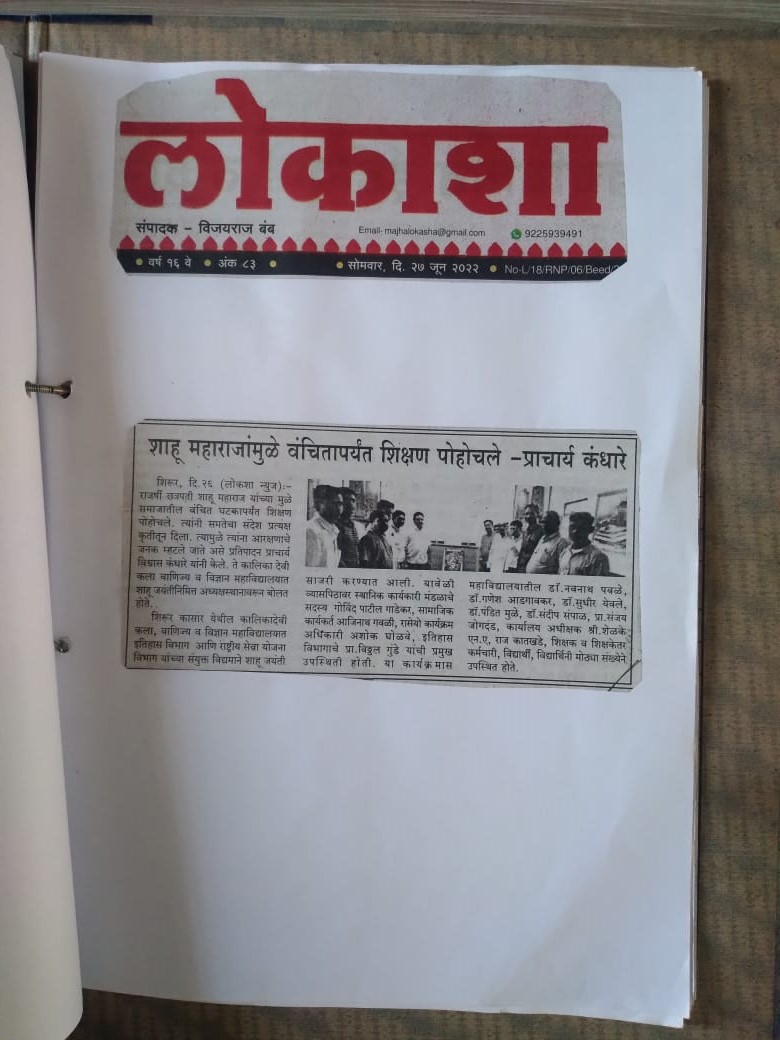 लोकाशा
संपादक - विजयराज बंब
Email- majhalokasha@gmail.com
9225939491
वर्ष १६ वे
अंक ८३
सोमवार, दि. २७ जून २०२२
No-L/18/RNP/06/Beed/
शाहू महाराजांमुळे वंचितापर्यंत शिक्षण पोहोचले -प्राचार्य कंधारे
शिरूर, दि.२६ (लोकशा न्युज):-
राजर्षी छत्रपती शाहू महाराज यांच्या मुळे
समाजातील वंचित घटकापर्यंत शिक्षण
पोहोचले. त्यांनी समतेचा संदेश प्रत्यक्ष
कृतीतून दिला. त्यामुळे त्यांना आरक्षणाचे
जनक म्हटले जाते असे प्रतिपादन प्राचार्य
विश्वास कंधारे यांनी केले. ते कालिका देवी
कला वाणिज्य व विज्ञान महाविद्यालयात
शाहू जयंतीनिमित्त अध्यक्षस्थानावरून बोलत
होते..
शिरूर कासार येथील कालिकादेवी
कला, वाणिज्य व विज्ञान महाविद्यालयात
इतिहास विभाग आणि राष्ट्रीय सेवा योजना
विभाग यांच्या संयुक्त विद्यमाने शाहू जयंती
साजरी करण्यात आली. यावेळी
व्यासपिठावर स्थानिक कार्यकारी मंडळाचे
सदस्य गोविंद पाटील गाडेकर, सामाजिक
कार्यकर्त आजिनाथ गवळी, रासेयो कार्यक्रम
अधिकारी अशोक घोळवे, इतिहास
विभागाचे प्रा.विठ्ठल गुंडे यांची प्रमुख
उपस्थिती होती. या कार्यक्रमास
महाविद्यालयातील डॉ.नवनाथ पवळे,
डॉ.गणेश आडगावकर, डॉ.सुधीर येवले,
डॉ.पंडित मुळे, डॉ.संदीप संपाळ, प्रा.संजय
जोगदंड, कार्यालय अधीक्षक श्री.शेळके
एन.ए, राज कातखडे, शिक्षक व शिक्षकेतर
कर्मचारी, विद्यार्थी, विद्यार्थिनी मोठ्या संख्येने
उपस्थित होते.